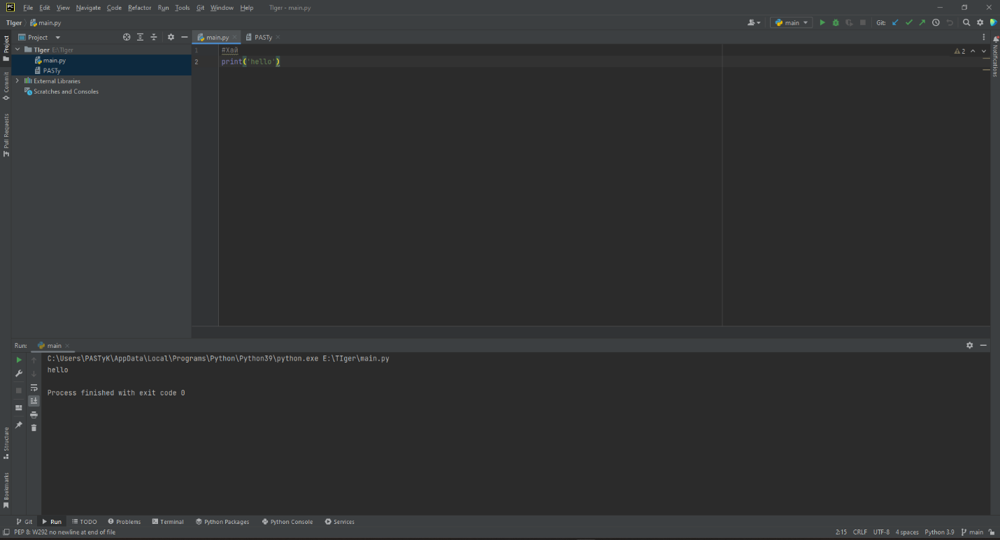 PC File Edit View Navigate Code Refactor Run Tools Git Window Help TIger - main.py
TIger main.py
main Git:
Project
main.py PASTy
TIger E:\TIger
main.py
PASTy
External Libraries
Scratches and Consoles
1 #Хай
2 print('hello')
2
Project
Commit
Pull Requests
Structure
Bookmarks
Notifications
Run: main
C:\Users\PASTyK\AppData\Local\Programs\Python\Python39\python.exe E:\TIger\main.py
hello
Process finished with exit code 0
Git Run TODO Problems Terminal Python Packages Python Console Services
PEP 8: W292 no newline at end of file 2:15 CRLF UTF-8 4 spaces Python 3.9 main